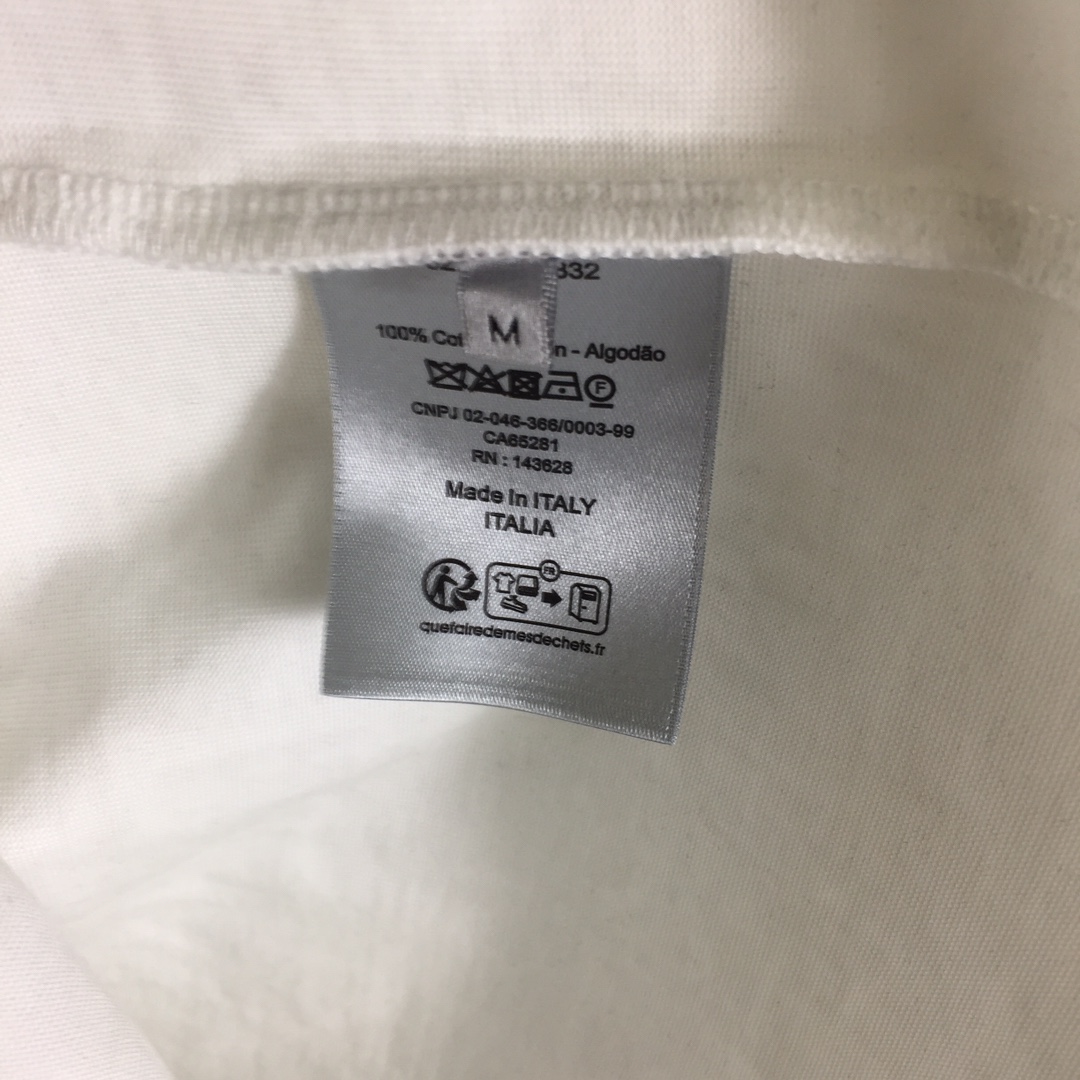 332
M
100% Cot n - Algodão
F
CNPJ 02-046-366/0003-99
CA65281
RN : 143628
Made in ITALY
ITALIA
FR
quefairedemesdechets.fr